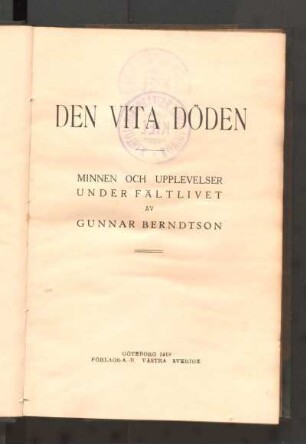 DEN VITA DÖDEN
MINNEN OCH UPPLEVELSER
UNDER FÄLTLIVET
AV
GUNNAR BERNDTSON
GÖTEBORG
FÖRLAGS A.-B. VÄSTRA SVERIGE